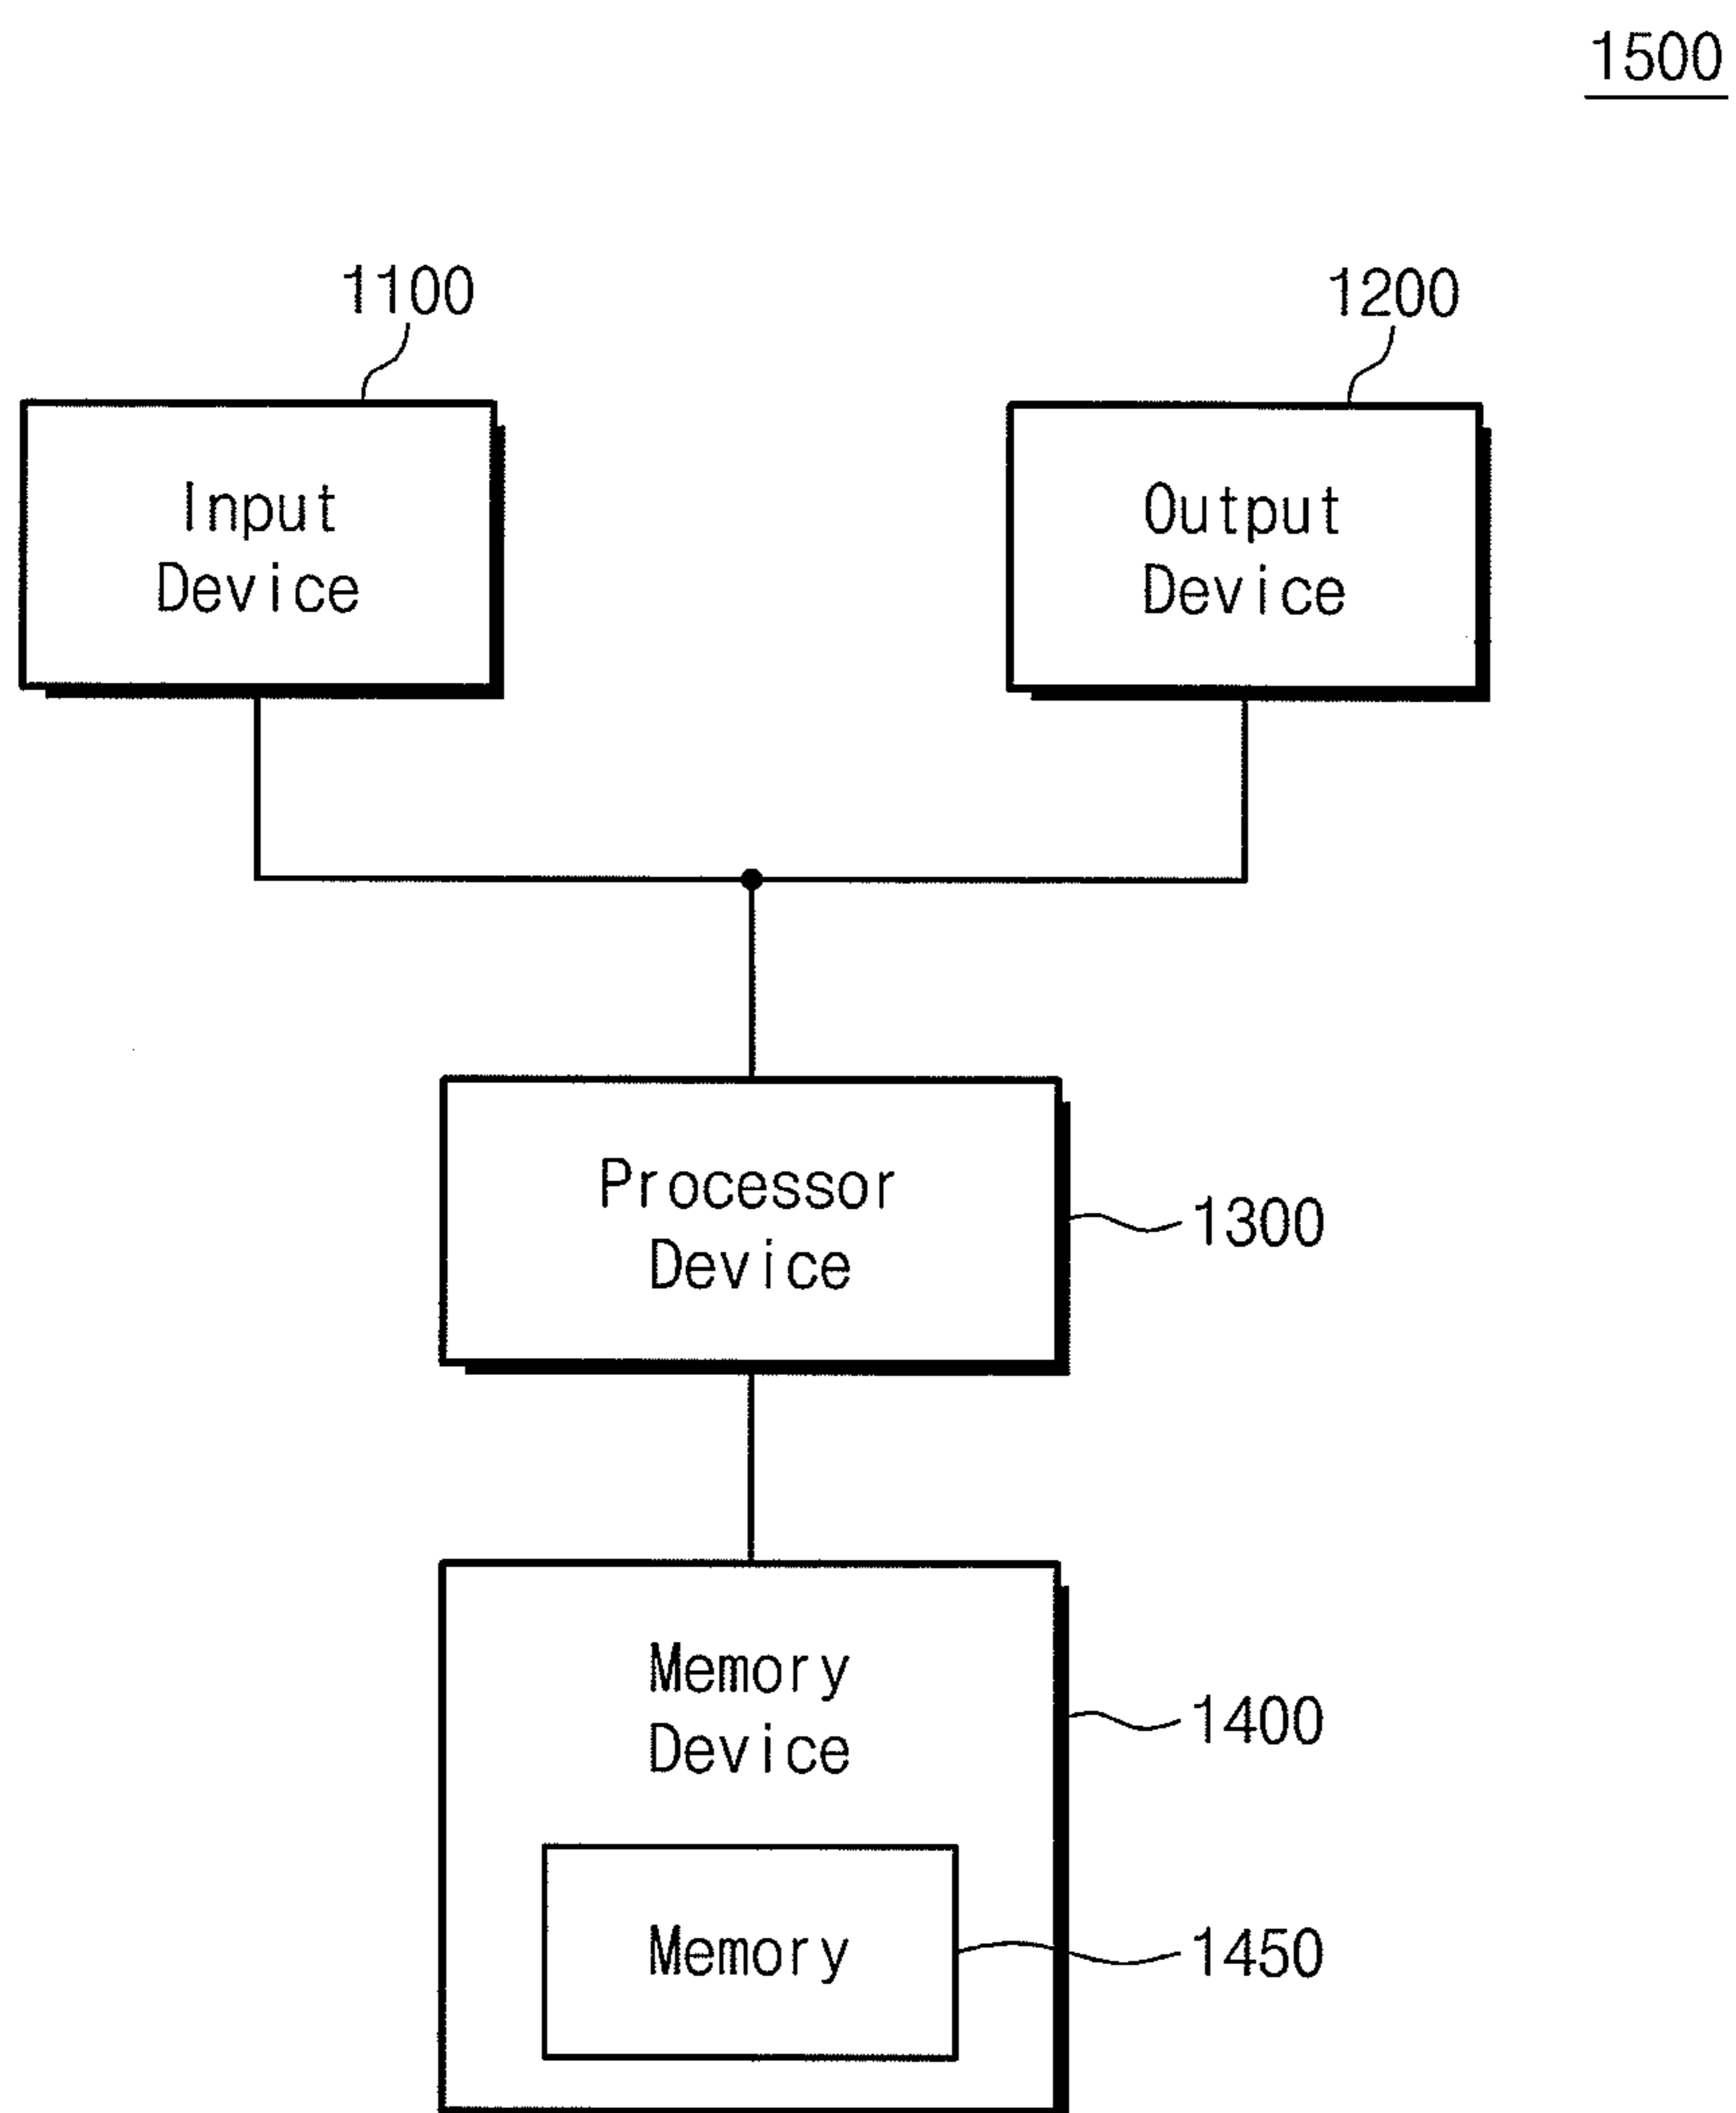 1500
1100
1200
Input
Device
Output
Device
Processor
Device
1300
Memory
Device
1400
Memory
1450